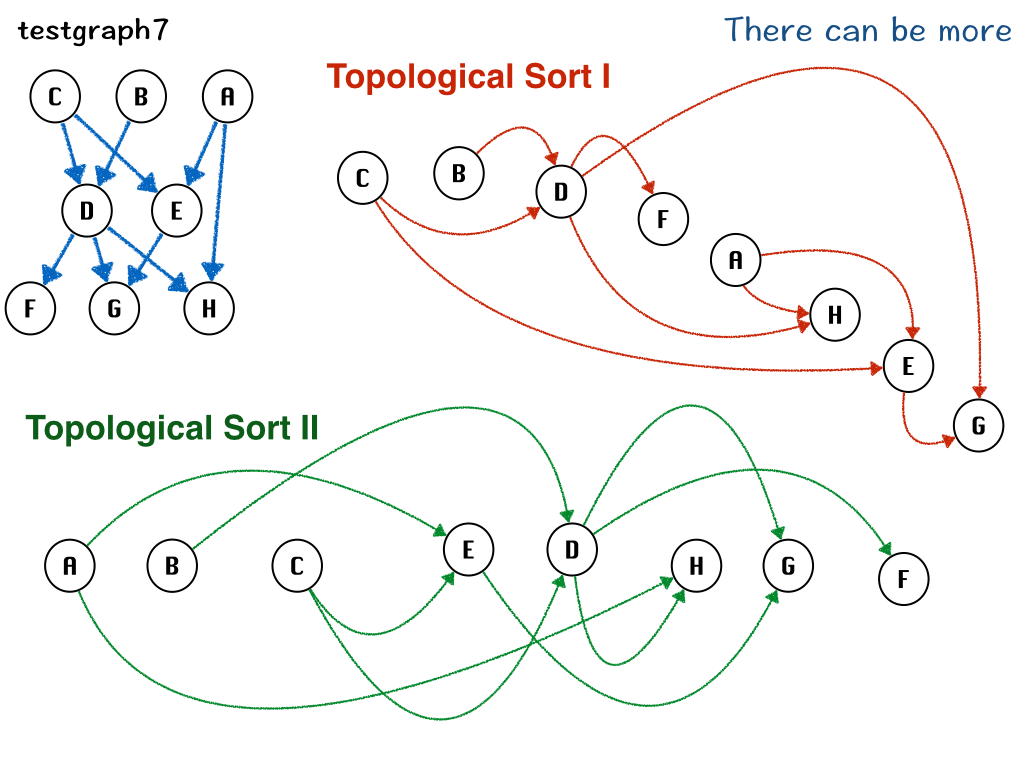 testgraph7
There can be more
Topological Sort I
C B A
D E
F G H
C B D F A H E G
Topological Sort II
A B C E D H G F